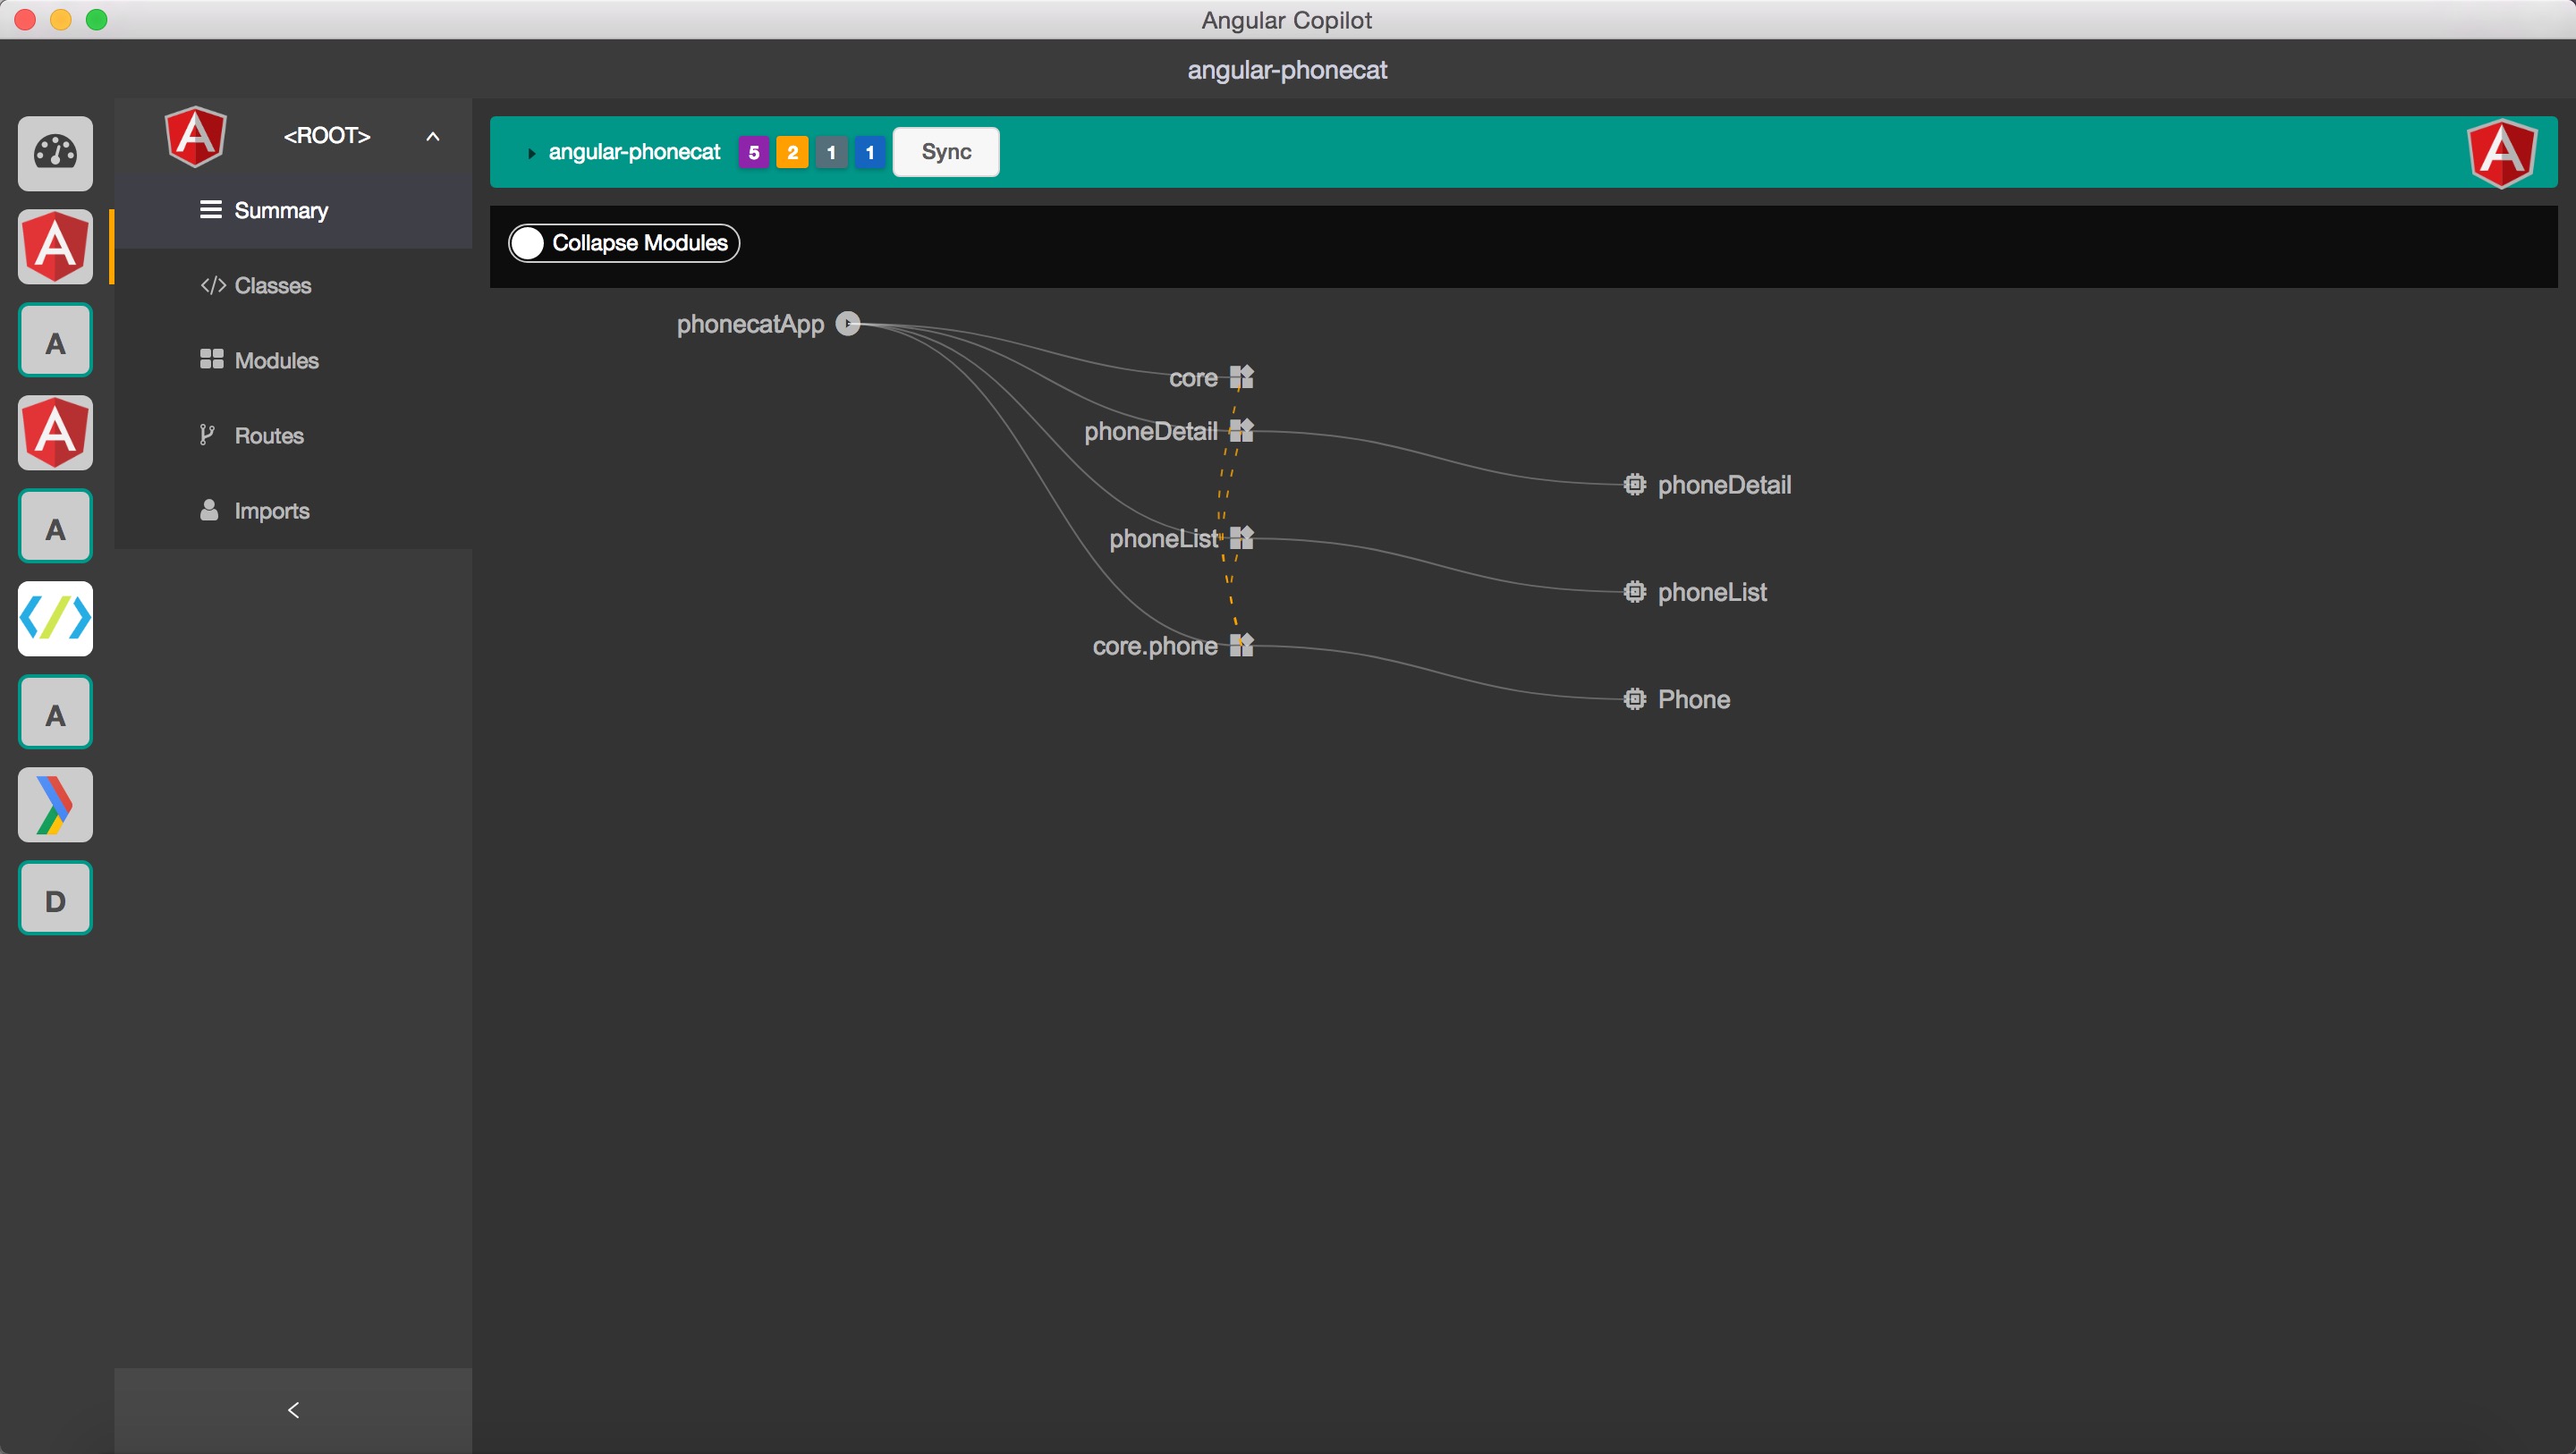 Angular Copilot
angular-phonecat
<ROOT>
Summary
Classes
Modules
Routes
Imports
A
A
A
A
A
D
angular-phonecat 5 2 1 1 Sync
A
Collapse Modules
phonecatApp
core
phoneDetail
phoneDetail
phoneList
phoneList
core.phone
Phone